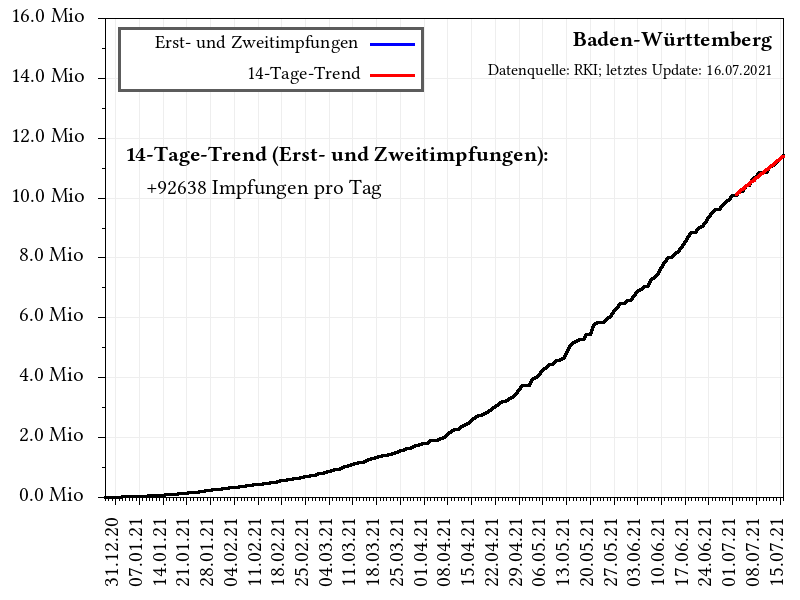 16.0 Mio
14.0 Mio
12.0 Mio
10.0 Mio
8.0 Mio
6.0 Mio
4.0 Mio
2.0 Mio
0.0 Mio
Erst- und Zweitimpfungen
14-Tage-Trend
Baden-Württemberg
Datenquelle: RKI; letztes Update: 16.07.2021
14-Tage-Trend (Erst- und Zweitimpfungen):
+92638 Impfungen pro Tag
31.12.20
07.01.21
14.01.21
21.01.21
28.01.21
04.02.21
11.02.21
18.02.21
25.02.21
04.03.21
11.03.21
18.03.21
25.03.21
01.04.21
08.04.21
15.04.21
22.04.21
29.04.21
06.05.21
13.05.21
20.05.21
27.05.21
03.06.21
10.06.21
17.06.21
24.06.21
01.07.21
08.07.21
15.07.21